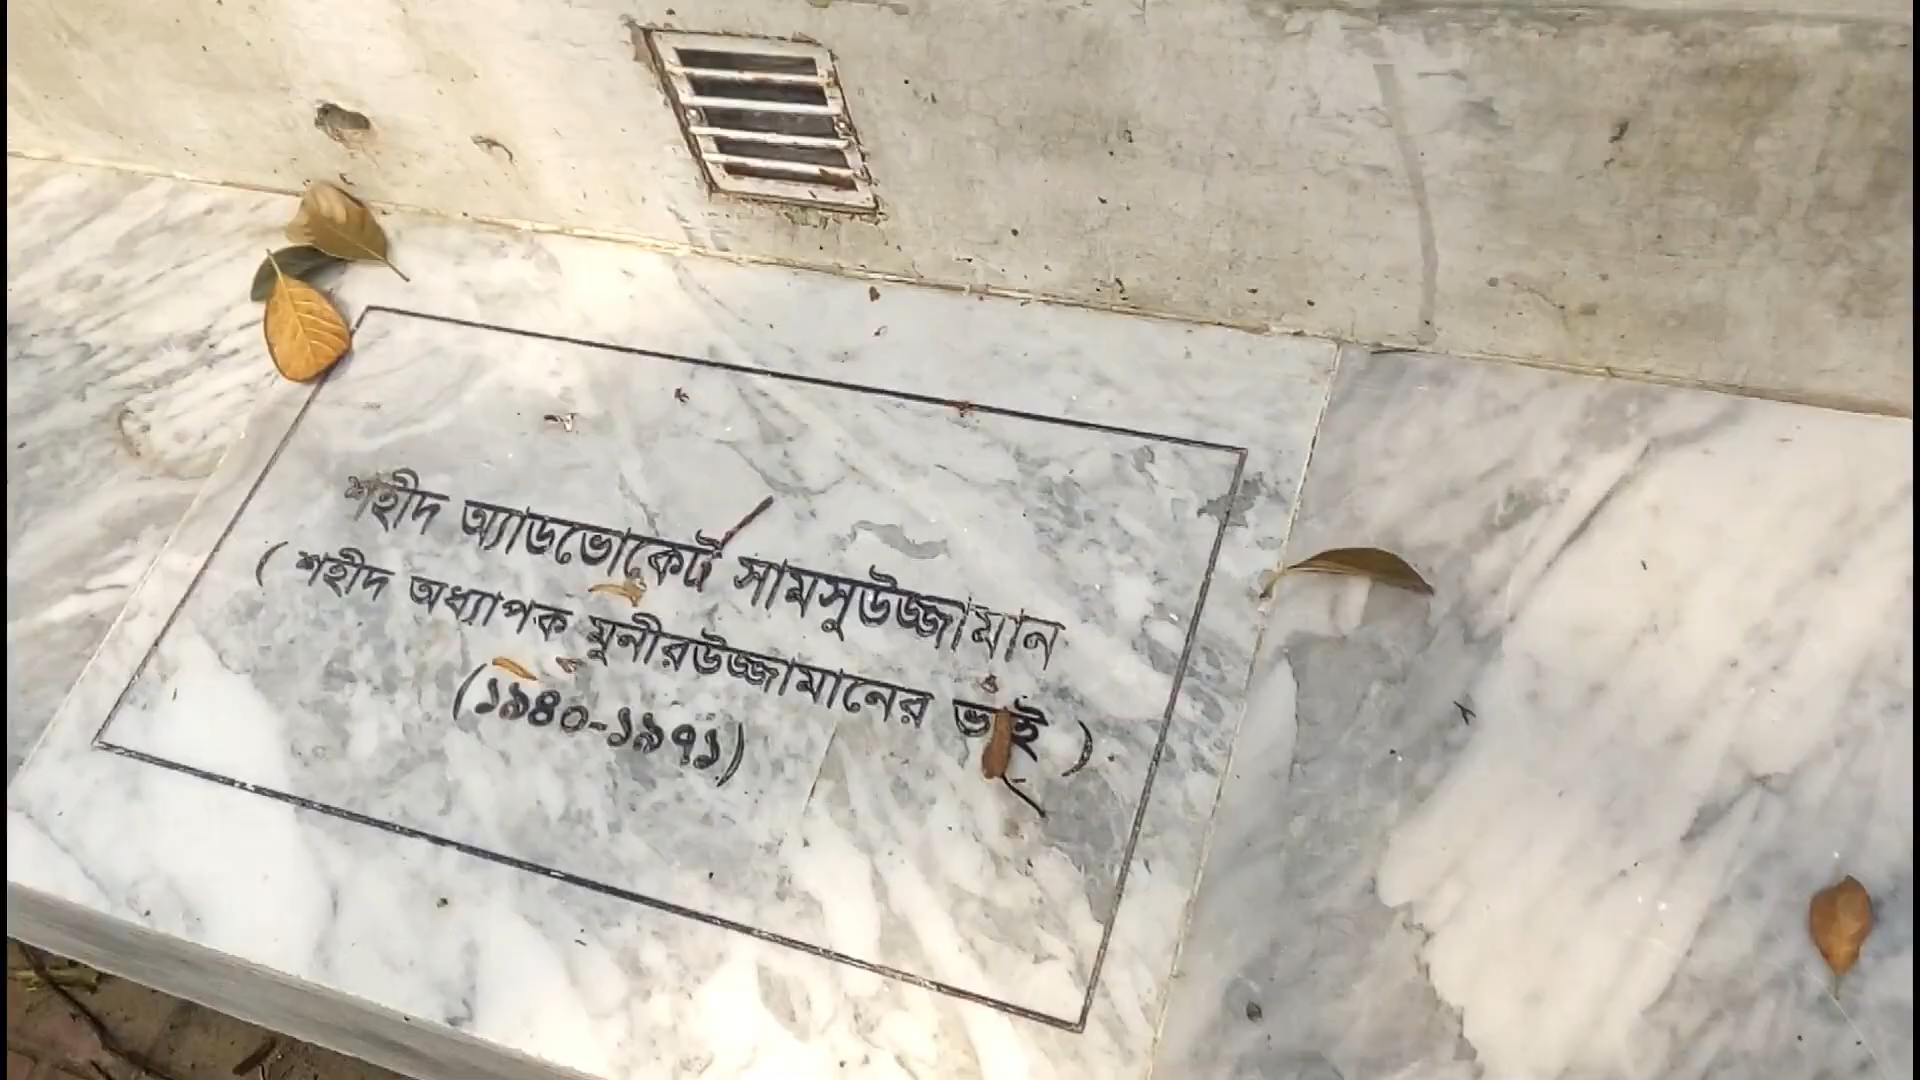 শহীদ অ্যাডভোকেট সামসুউজ্জামান
( শহীদ অধ্যাপক মুনীরউজ্জামানের ভাই )
(১৯৪০-১৯৭১)